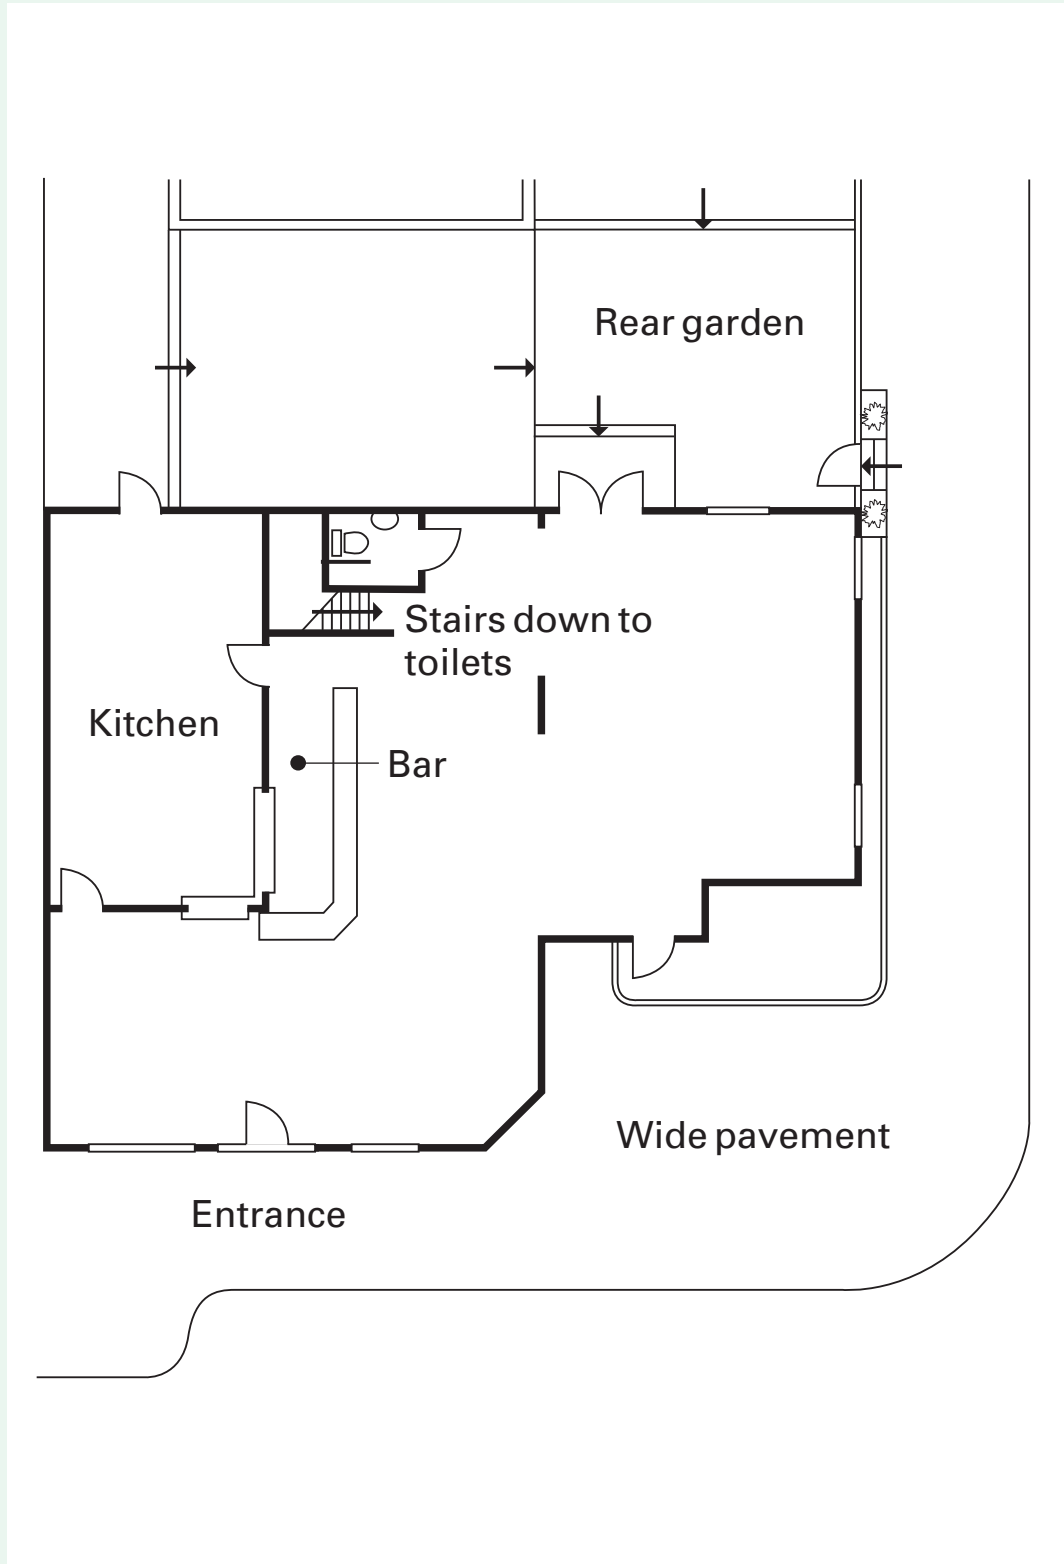 Rear garden
Stairs down to
toilets
Kitchen
Bar
Wide pavement
Entrance